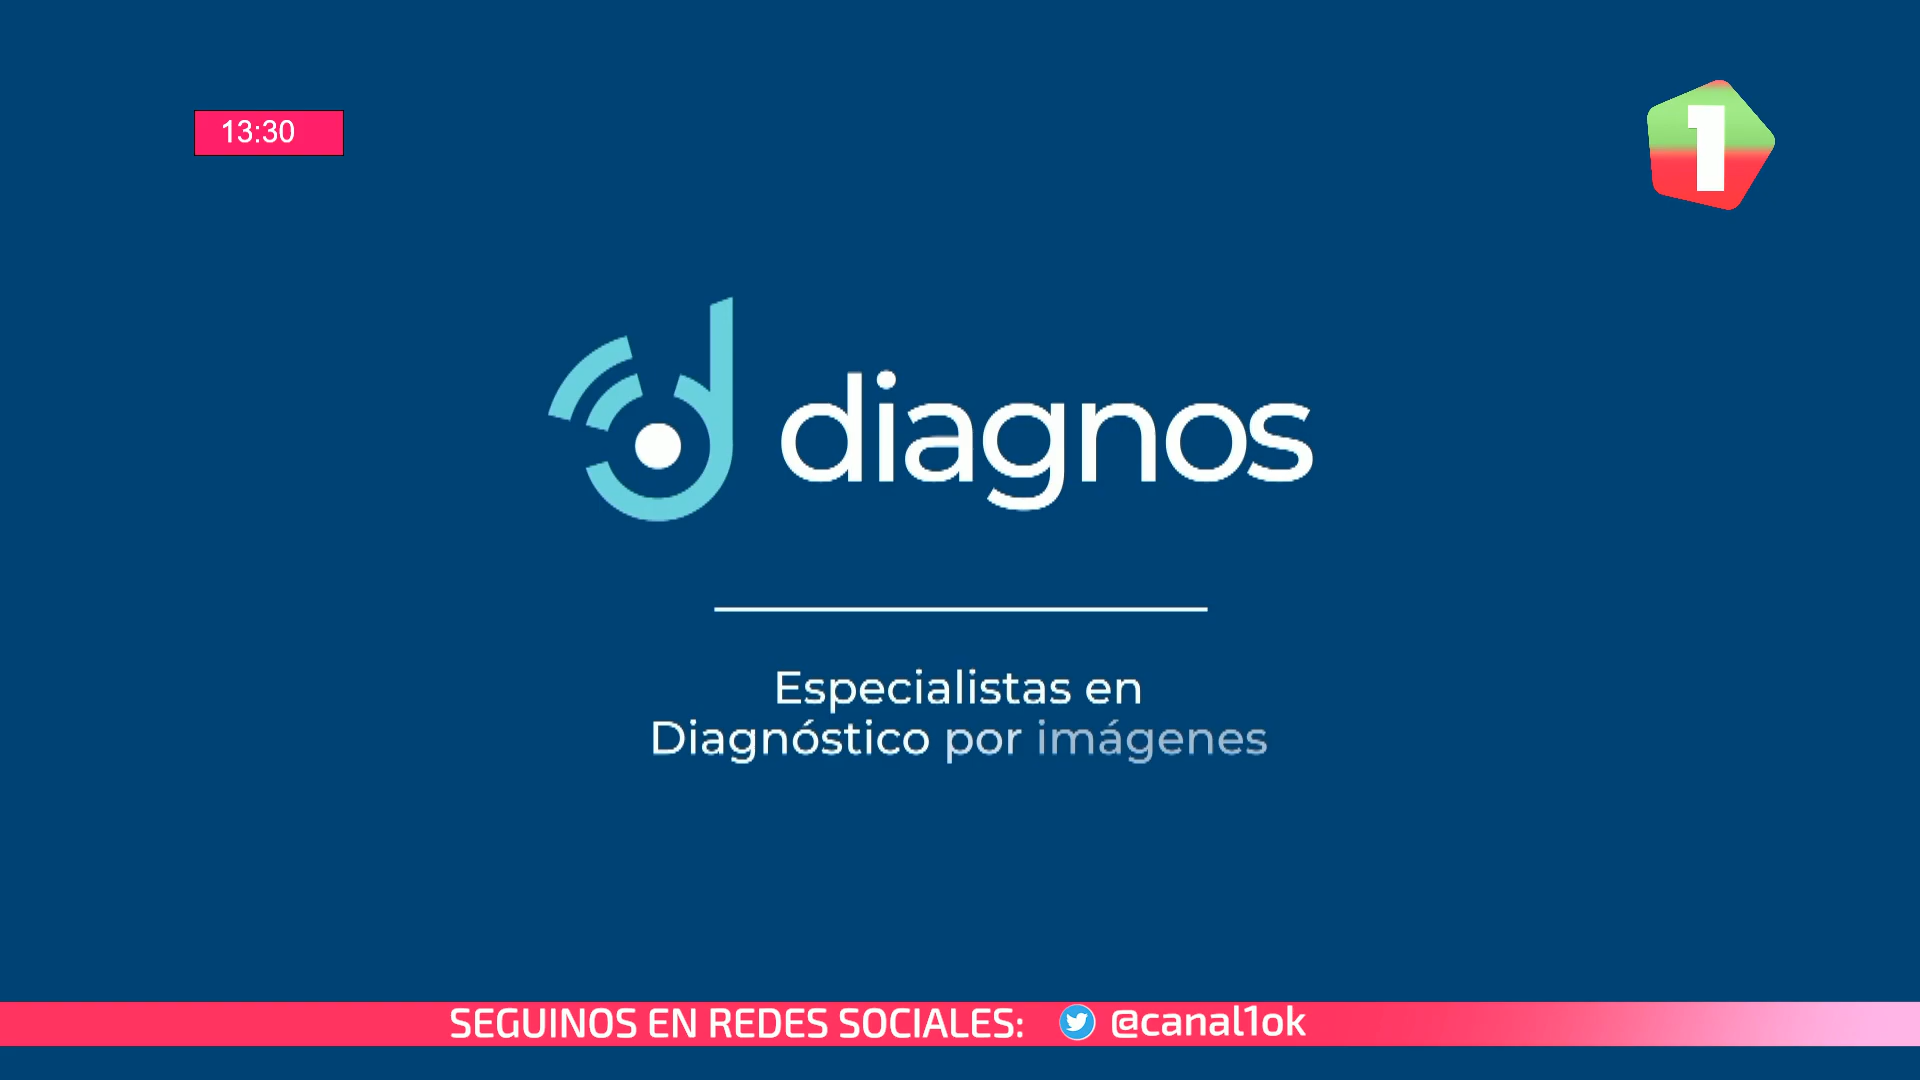 13:30
1
diagnos
Especialistas en
Diagnóstico por imágenes
SEGUINOS EN REDES SOCIALES: @canal1ok